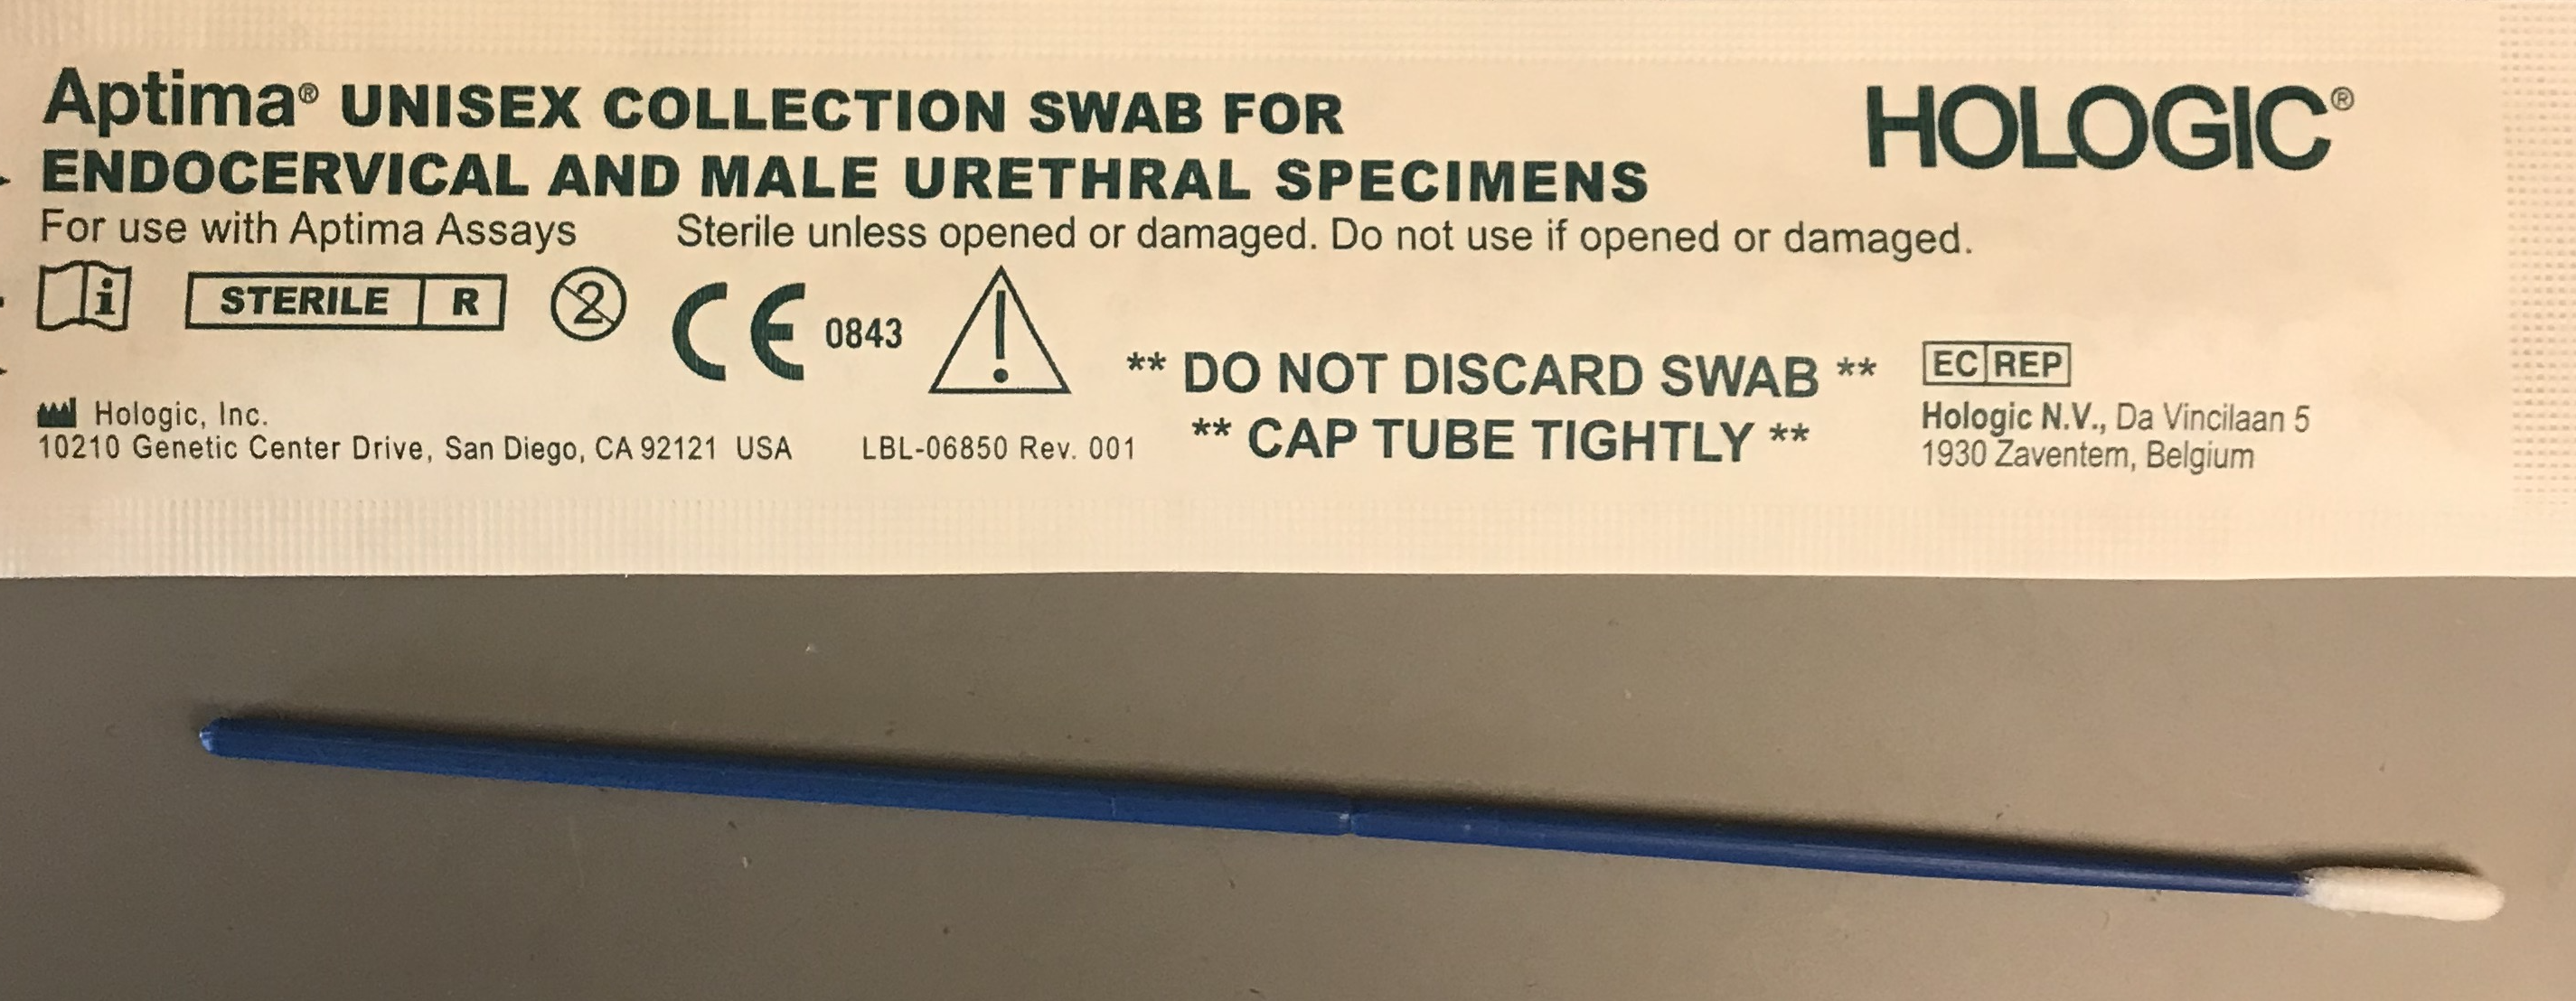 Aptima® UNISEX COLLECTION SWAB FOR
ENDOCERVICAL AND MALE URETHRAL SPECIMENS
HOLOGIC®
For use with Aptima Assays
Sterile unless opened or damaged. Do not use if opened or damaged.
i
STERILE R
2
CE 0843
!
** DO NOT DISCARD SWAB **
** CAP TUBE TIGHTLY **
EC REP
Hologic N.V., Da Vincilaan 5
1930 Zaventem, Belgium
Hologic, Inc.
10210 Genetic Center Drive, San Diego, CA 92121 USA
LBL-06850 Rev. 001